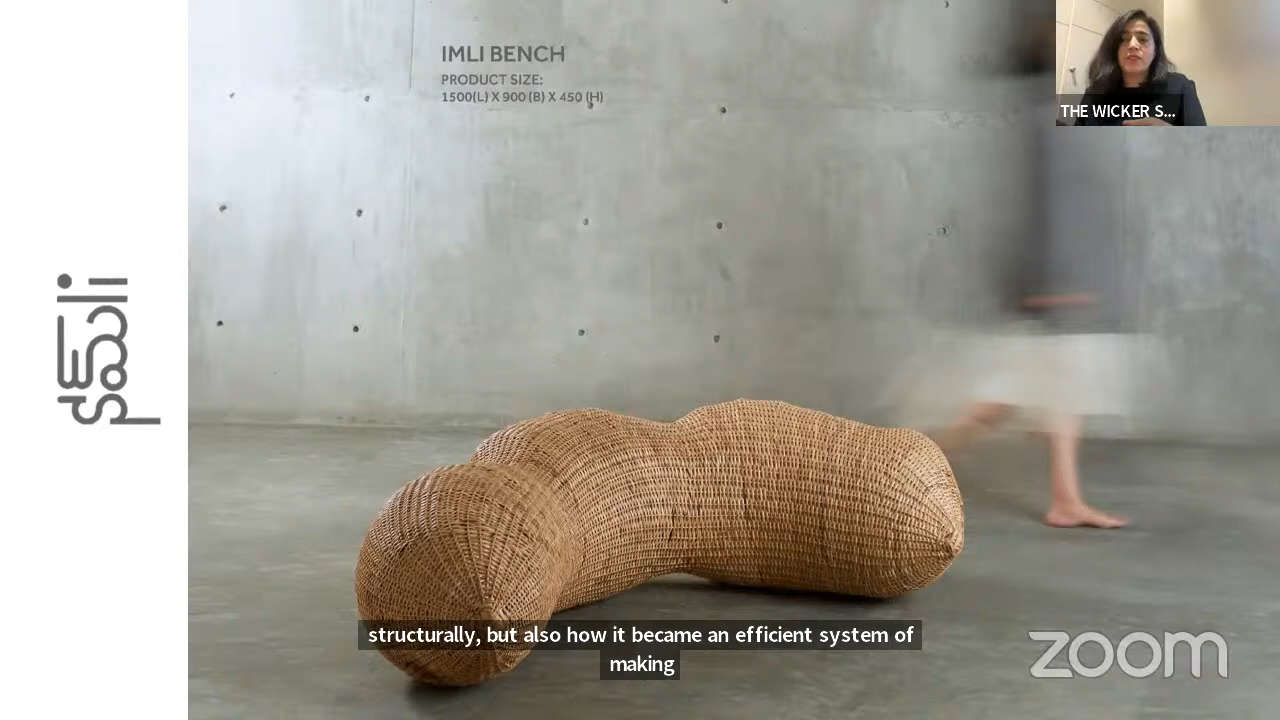 IMLI BENCH
PRODUCT SIZE:
1500(L) X 900 (B) X 450 (H)
THE WICKER S...
structurally, but also how it became an efficient system of
making
zoom